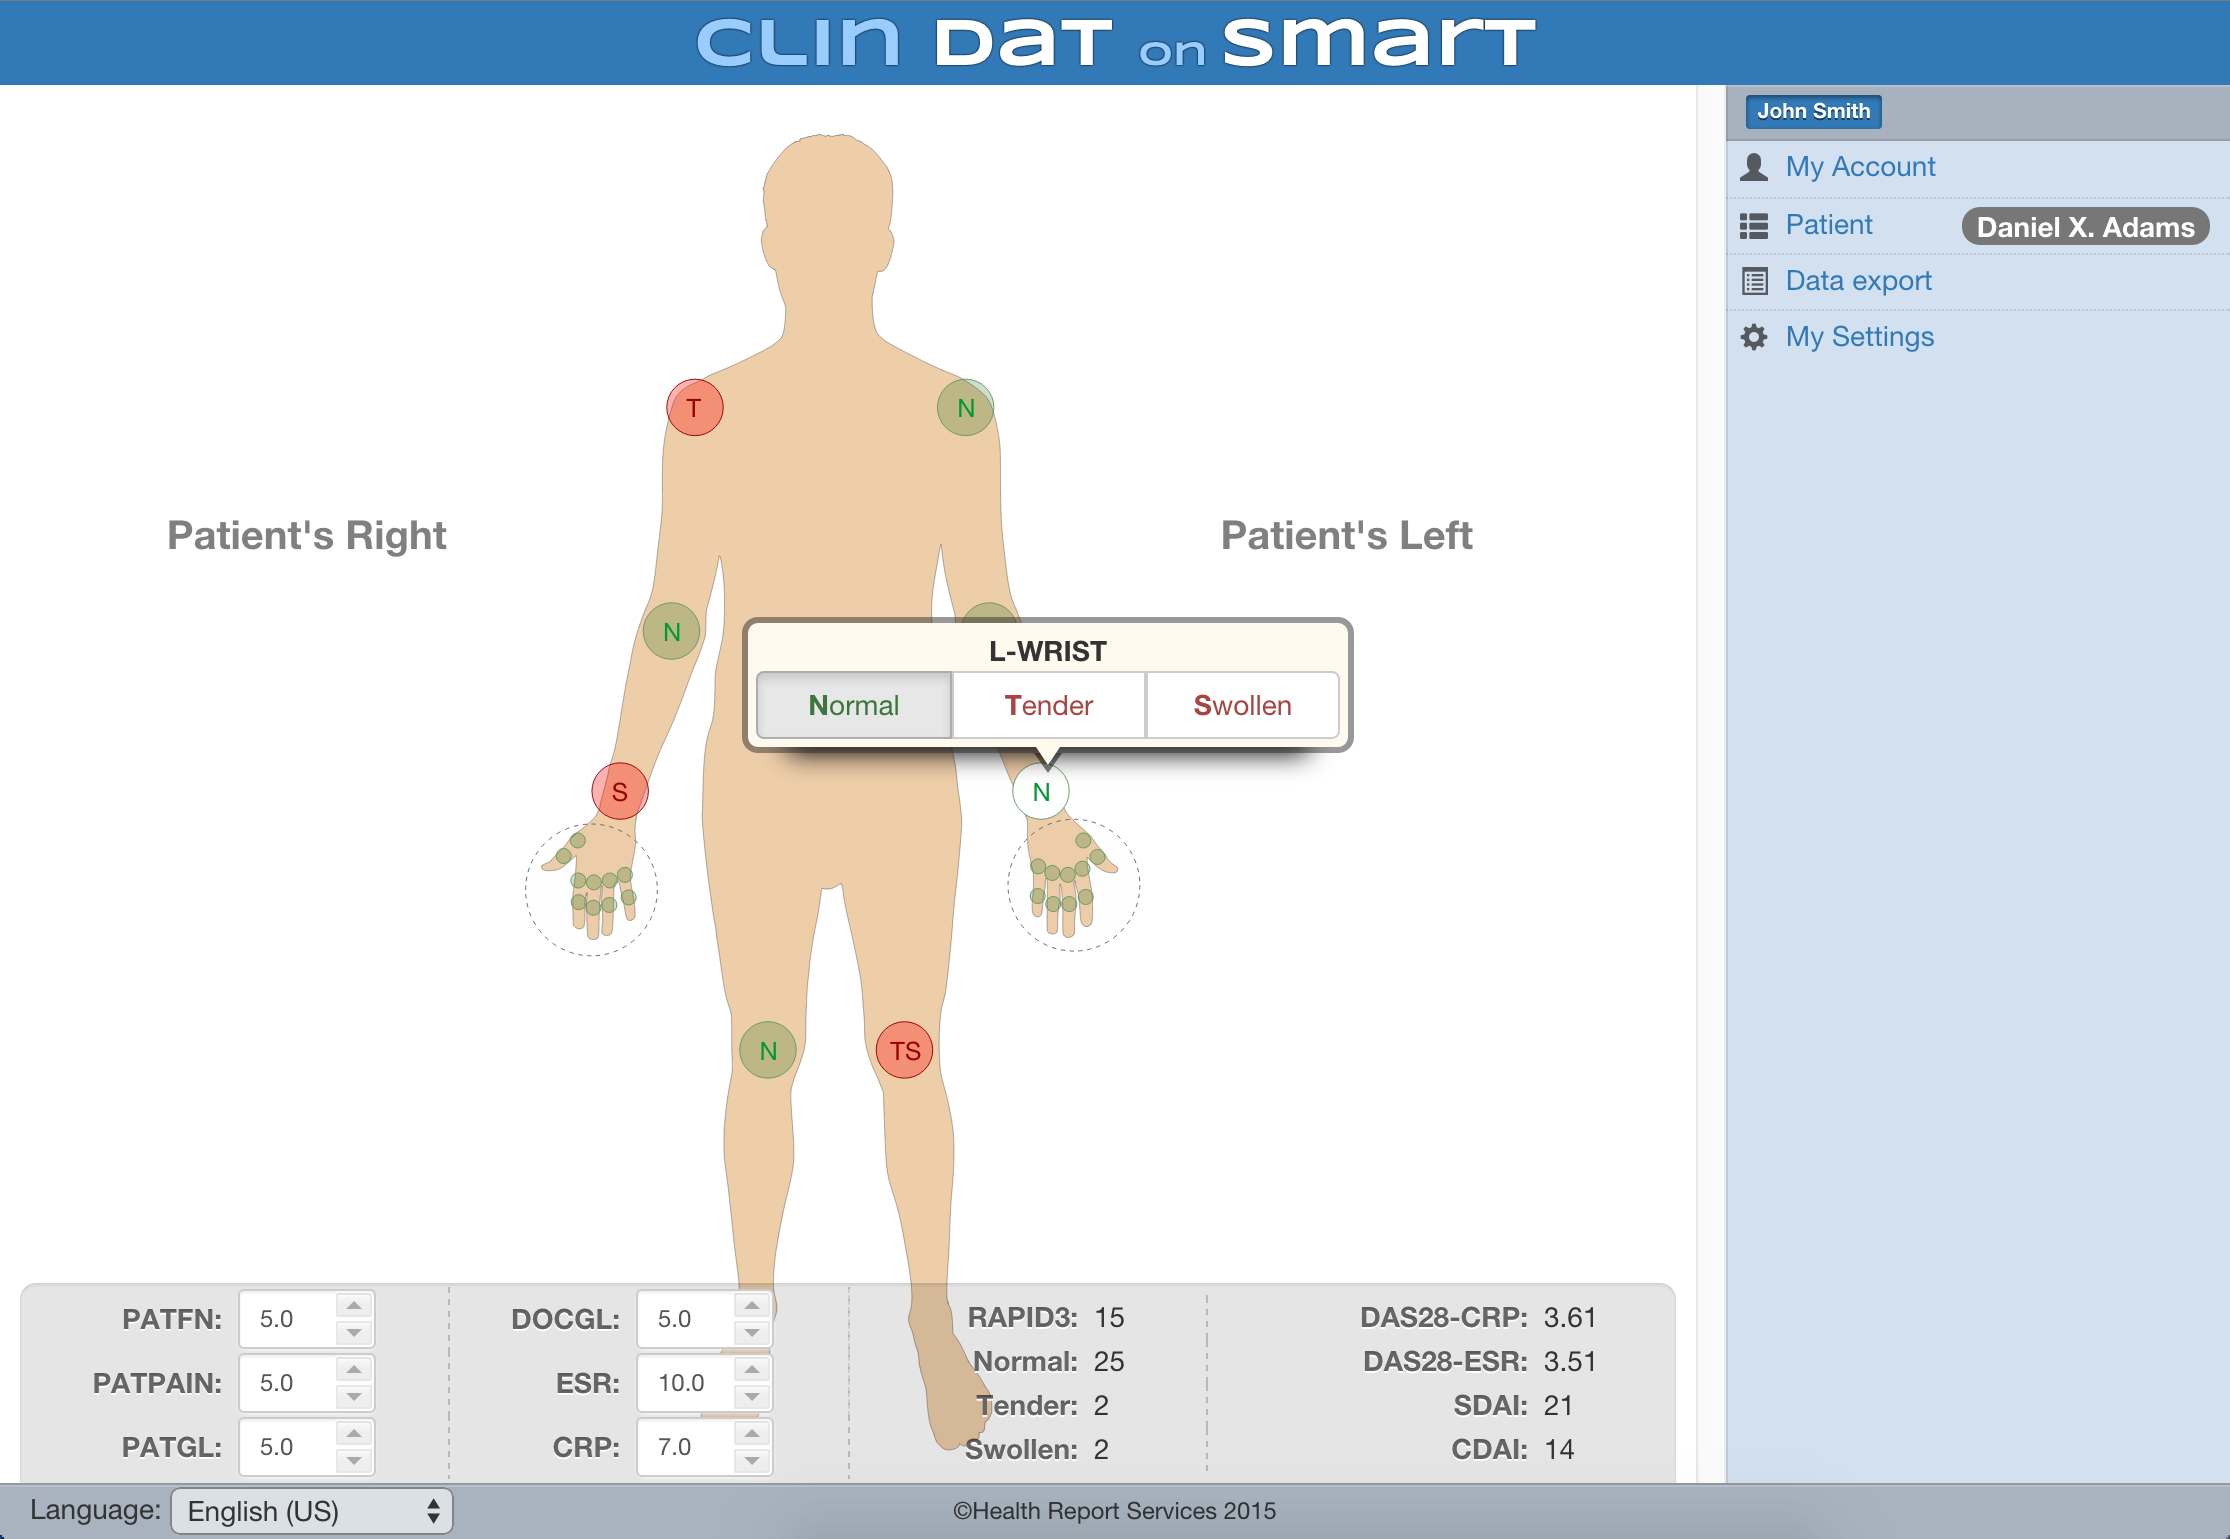 CLIN DaT on SmarT
John Smith
My Account
Patient Daniel X. Adams
Data export
My Settings
T
N
Patient's Right
Patient's Left
N
L-WRIST
Normal Tender Swollen
S
N
N
TS
PATFN: 5.0
PATPAIN: 5.0
PATGL: 5.0
DOCGL: 5.0
ESR: 10.0
CRP: 7.0
RAPID3: 15
Normal: 25
Tender: 2
Swollen: 2
DAS28-CRP: 3.61
DAS28-ESR: 3.51
SDAI: 21
CDAI: 14
Language: English (US)
©Health Report Services 2015